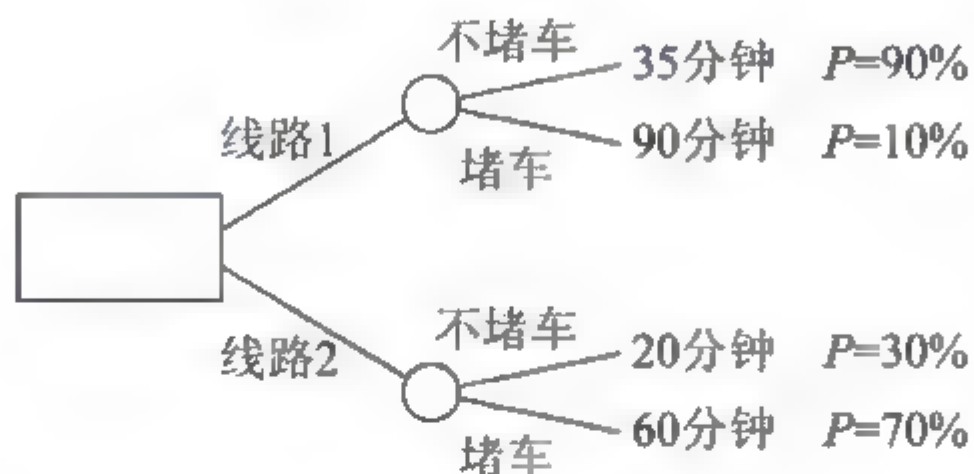 不堵车 35分钟 P=90%
线路1
堵车 90分钟 P=10%
线路2
不堵车 20分钟 P=30%
堵车 60分钟 P=70%